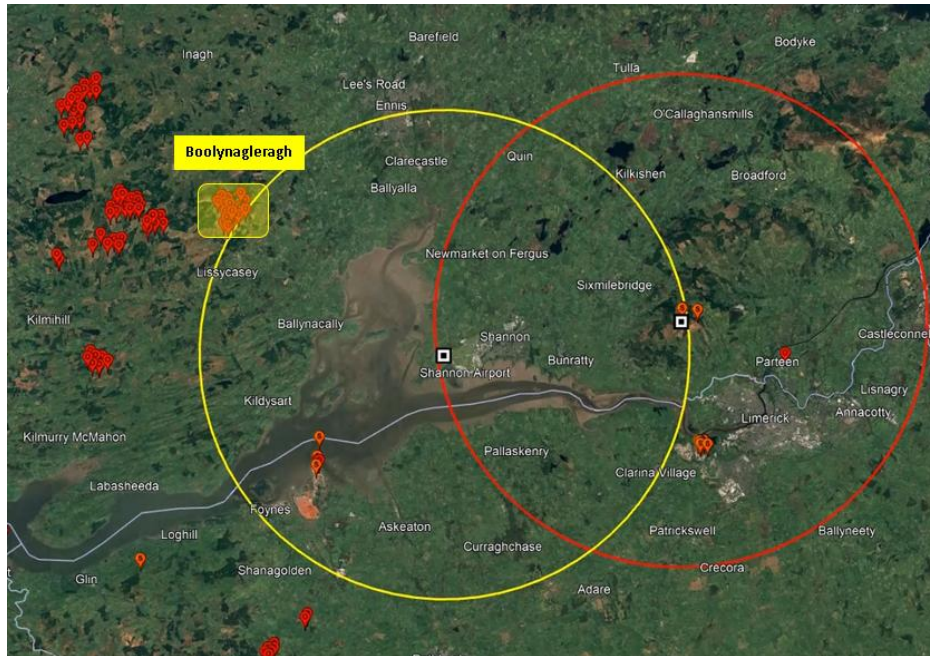 Barefield
Bodyke
Inagh
Tulla
Lee's Road
Ennis
O'Callaghansmills
Boolynagleragh
Quin
Clarecastle
Kilkishen
Broadford
Ballyalla
Newmarket on Fergus
Lissycasey
Sixmilebridge
Kilmihill
Ballynacally
Shannon
Castleconnel
Bunratty
Parteen
Shannon Airport
Lisnagry
Kildysart
Annacotty
Limerick
Kilmurry McMahon
Pallaskenry
Clarina Village
Labasheeda
Foynes
Askeaton
Patrickswell
Ballyneety
Loghill
Curraghchase
Shanagolden
Crecora
Glin
Adare